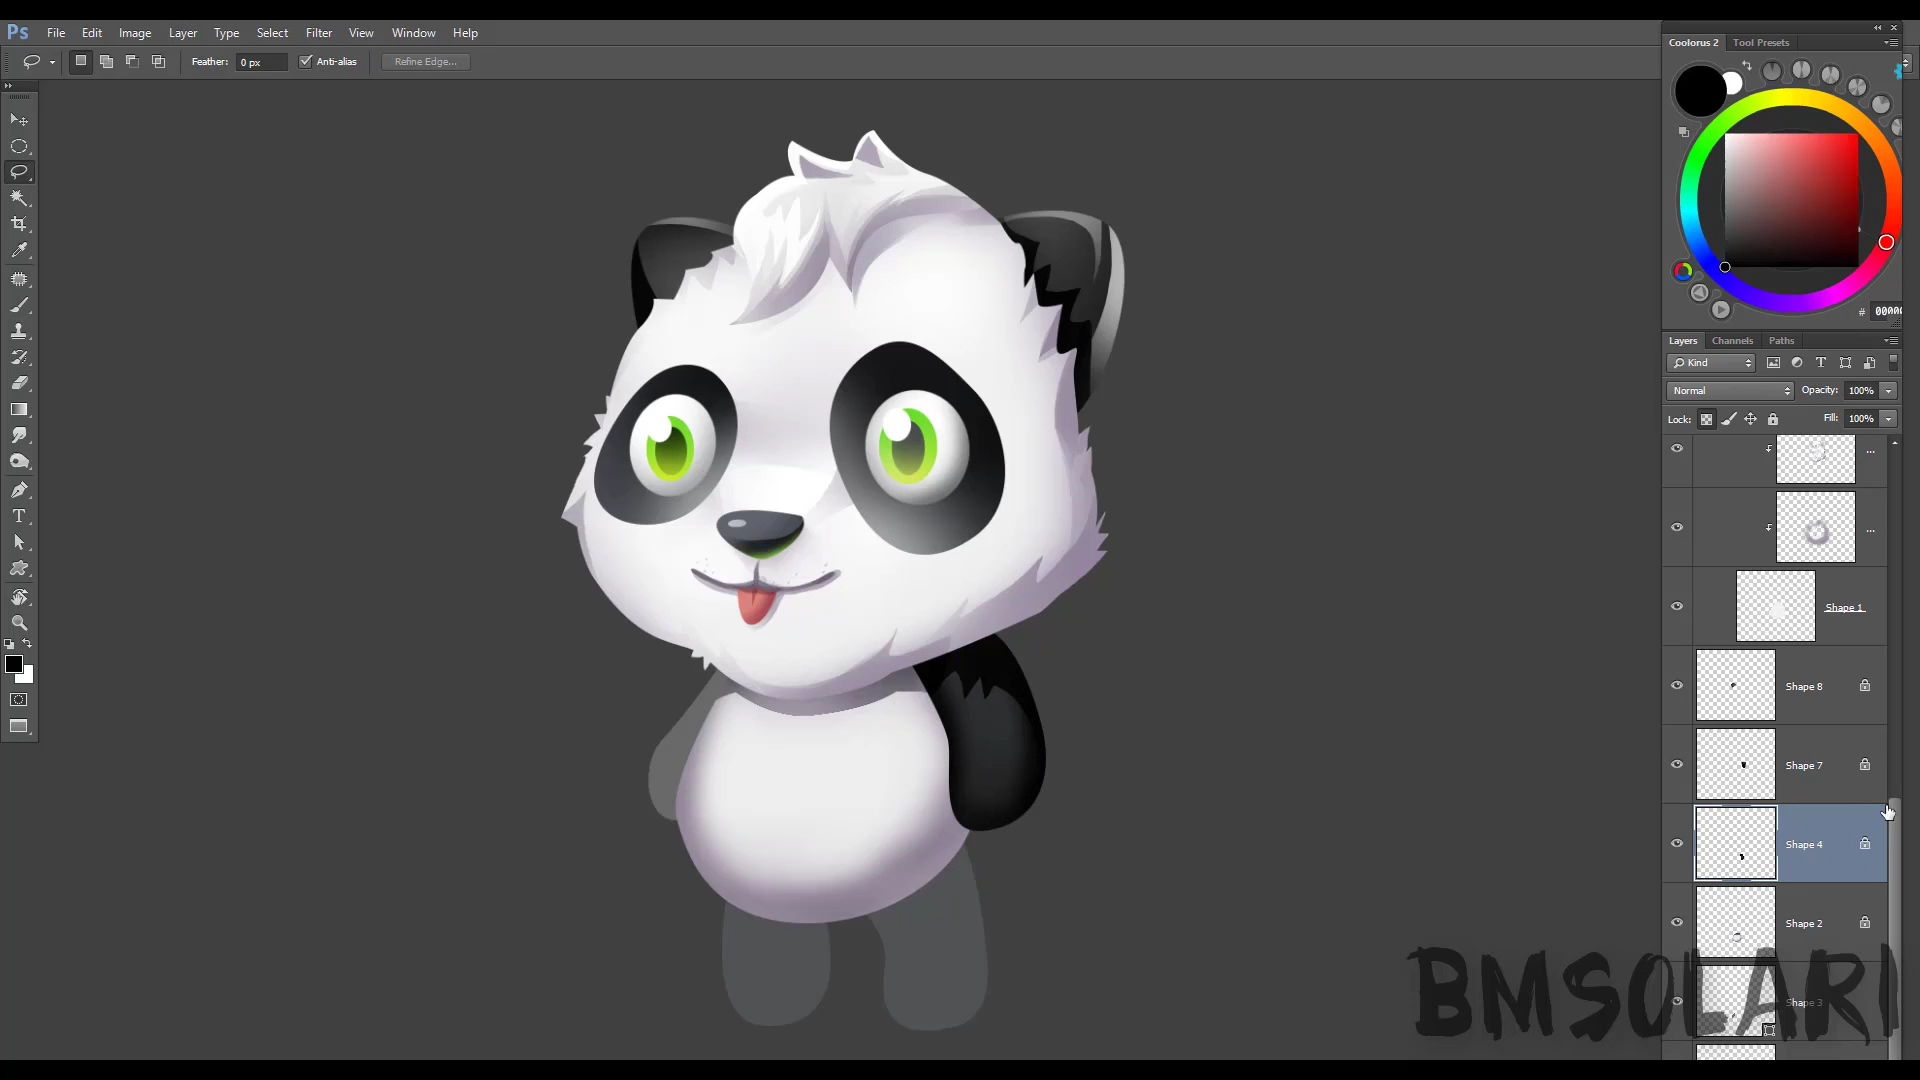 Ps File Edit Image Layer Type Select Filter View Window Help
Feather: 0 px Anti-alias Refine Edge...
Coolorus 2 Tool Presets
# 0000
Layers Channels Paths
Kind
Normal Opacity: 100%
Lock: Fill: 100%
Shape 1
Shape 8
Shape 7
Shape 4
Shape 2
Shape 3
BMSOLARI